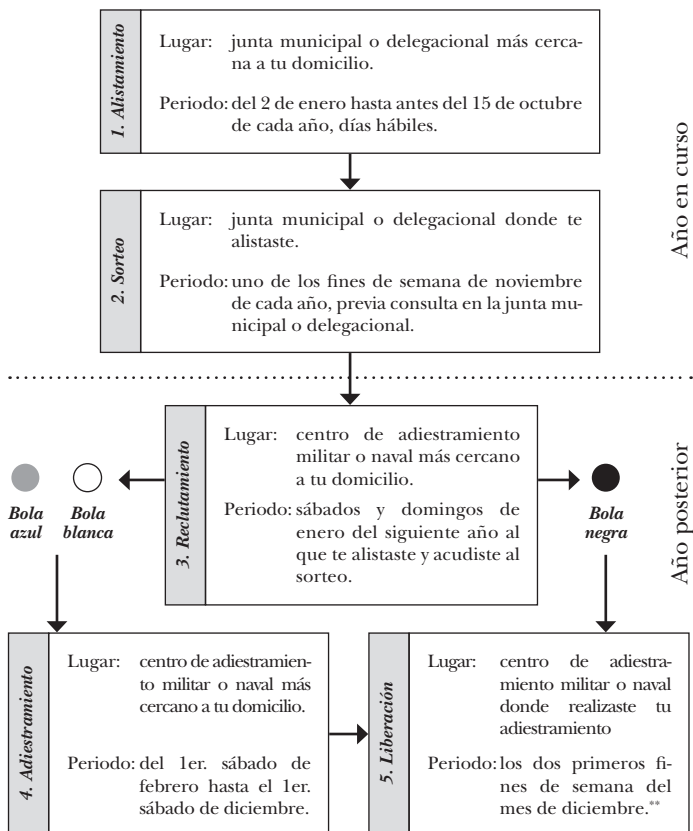 1. Alistamiento
Lugar: junta municipal o delegacional más cerca-
na a tu domicilio.
Periodo: del 2 de enero hasta antes del 15 de octubre
de cada año, días hábiles.
Año en curso
2. Sorteo
Lugar: junta municipal o delegacional donde te
alistaste.
Periodo: uno de los fines de semana de noviembre
de cada año, previa consulta en la junta mu-
nicipal o delegacional.
3. Reclutamiento
Lugar: centro de adiestramiento
militar o naval más cercano
a tu domicilio.
Periodo: sábados y domingos de
enero del siguiente año al
que te alistaste y acudiste al
sorteo.
Bola
azul
Bola
blanca
Bola
negra
Año posterior
4. Adiestramiento
Lugar: centro de adiestramien-
to militar o naval más
cercano a tu domicilio.
Periodo: del 1er. sábado de
febrero hasta el 1er.
sábado de diciembre.
5. Liberación
Lugar: centro de adiestra-
miento militar o naval
donde realizaste tu
adiestramiento
Periodo: los dos primeros fi-
nes de semana del
mes de diciembre.**